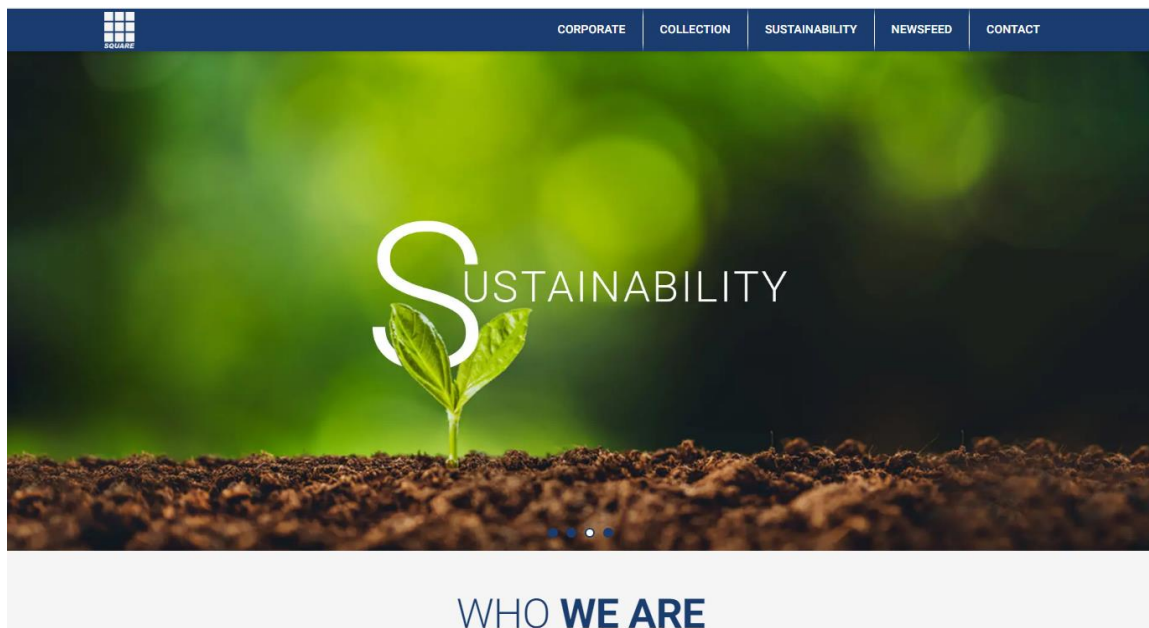 SQUARE
CORPORATE COLLECTION SUSTAINABILITY NEWSFEED CONTACT
SUSTAINABILITY
WHO WE ARE